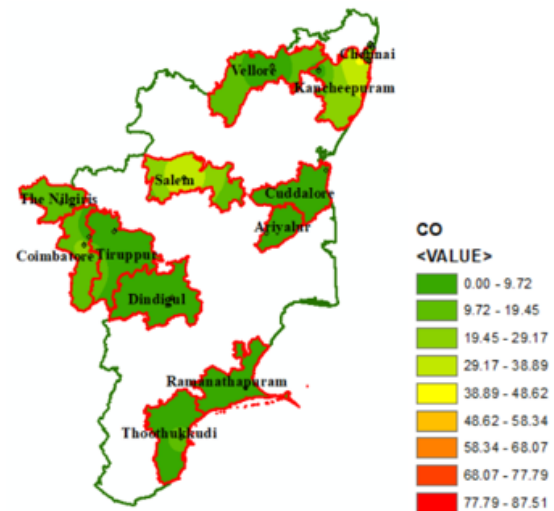 Chennai
Vellore
Kancheepuram
Salem
The Nilgiris
Cuddalore
Ariyalur
Coimbatore
Tiruppur
Dindigul
Ramanathapuram
Thoothukkudi
CO
<VALUE>
0.00 - 9.72
9.72 - 19.45
19.45 - 29.17
29.17 - 38.89
38.89 - 48.62
48.62 - 58.34
58.34 - 68.07
68.07 - 77.79
77.79 - 87.51